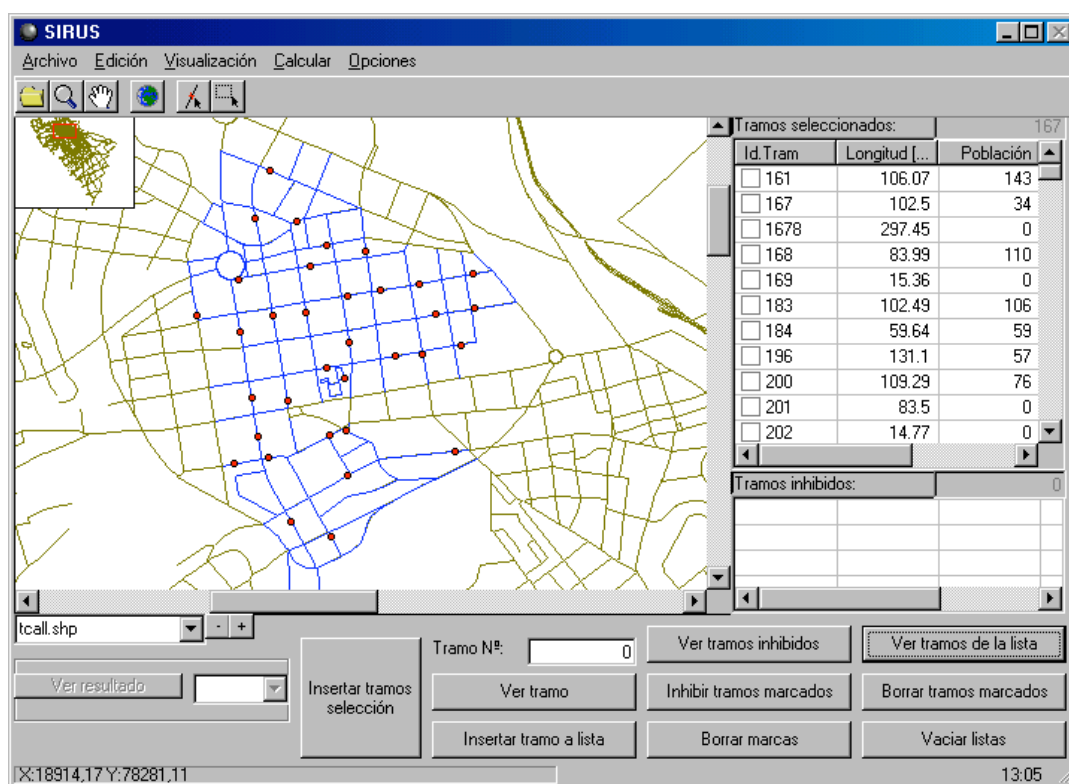 SIRUS
Archivo Edición Visualización Calcular Opciones
Tramos seleccionados: 167
Id.Tram Longitud [... Población
161 106.07 143
167 102.5 34
1678 297.45 0
168 83.99 110
169 15.36 0
183 102.49 106
184 59.64 59
196 131.1 57
200 109.29 76
201 83.5 0
202 14.77 0
Tramos inhibidos: 0
tcall.shp - +
Ver resultado
Insertar tramos selección
Tramo Nº: 0
Ver tramo
Insertar tramo a lista
Ver tramos inhibidos
Inhibir tramos marcados
Borrar marcas
Ver tramos de la lista
Borrar tramos marcados
Vaciar listas
X:18914,17 Y:78281,11 13:05